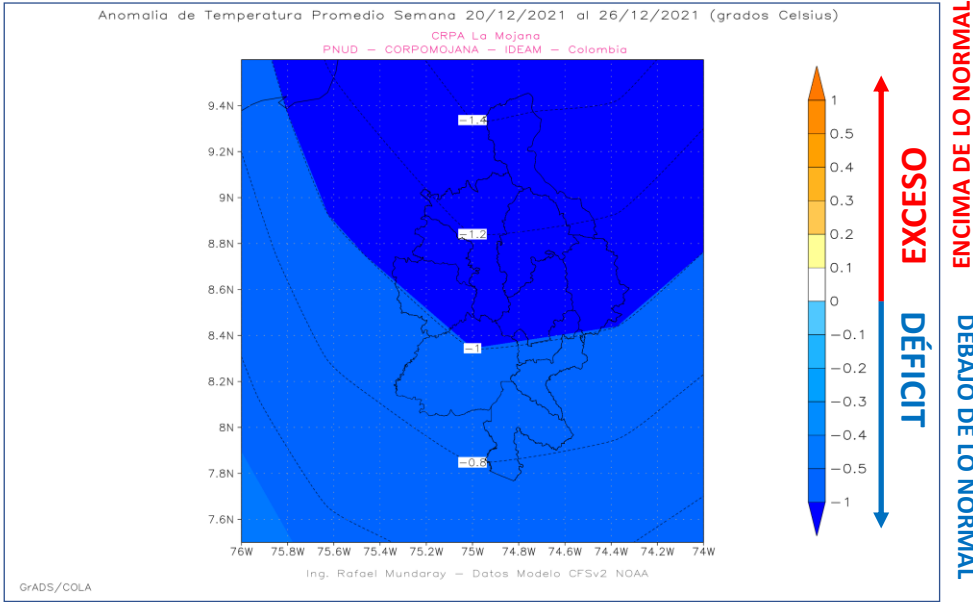 Anomalia de Temperatura Promedio Semana 20/12/2021 al 26/12/2021 (grados Celsius)
CRPA La Mojana
PNUD – CORPOMOJANA – IDEAM – Colombia
9.4N
9.2N
9N
8.8N
8.6N
8.4N
8.2N
8N
7.8N
7.6N
-1.4
-1.2
-1
-0.8
76W
75.8W
75.6W
75.4W
75.2W
75W
74.8W
74.6W
74.4W
74.2W
74W
1
0.5
0.4
0.3
0.2
0.1
0
-0.1
-0.2
-0.3
-0.4
-0.5
-1
EXCESO
DÉFICIT
ENCIMA DE LO NORMAL
DEBAJO DE LO NORMAL
Ing. Rafael Mundaray – Datos Modelo CFSv2 NOAA
GrADS/COLA